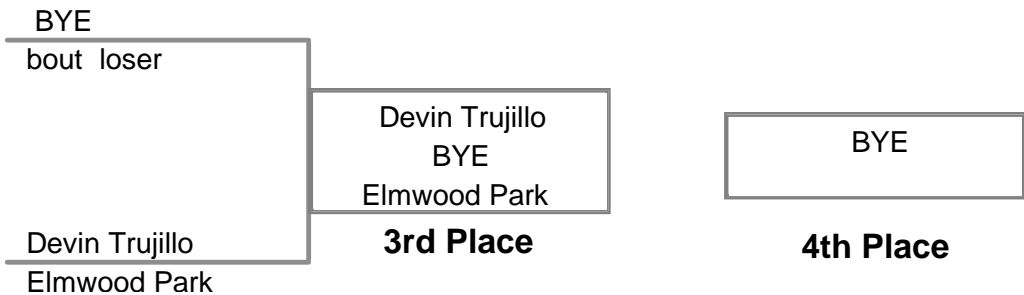 BYE
bout loser
Devin Trujillo
BYE
Elmwood Park
3rd Place
BYE
4th Place
Devin Trujillo
Elmwood Park